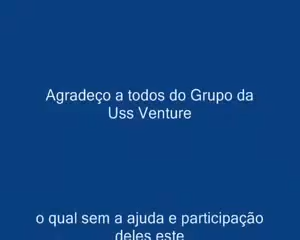 Agradeço a todos do Grupo da
Uss Venture
o qual sem a ajuda e participação
deles este